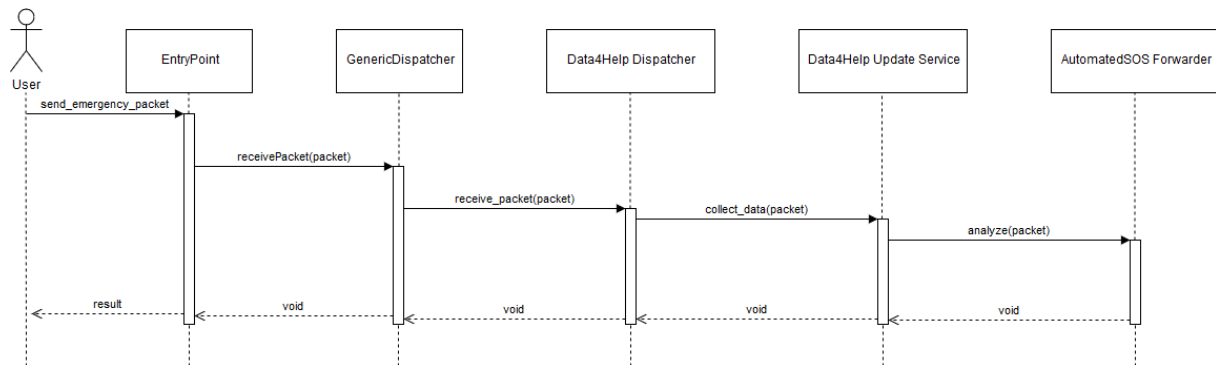 EntryPoint
GenericDispatcher
Data4Help Dispatcher
Data4Help Update Service
AutomatedSOS Forwarder
User
send_emergency_packet
receivePacket(packet)
receive_packet(packet)
collect_data(packet)
analyze(packet)
result
void
void
void
void